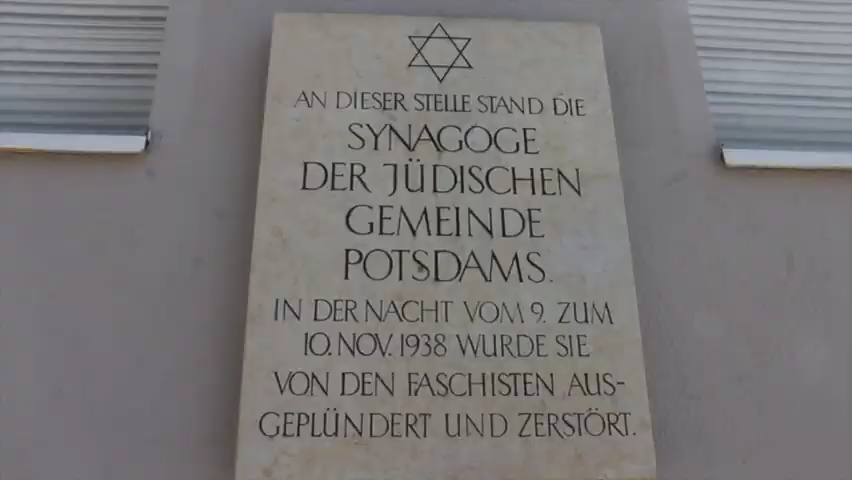 AN DIESER STELLE STAND DIE
SYNAGOGE
DER JÜDISCHEN
GEMEINDE
POTSDAMS.
IN DER NACHT VOM 9. ZUM
10. NOV. 1938 WURDE SIE
VON DEN FASCHISTEN AUS-
GEPLÜNDERT UND ZERSTÖRT.